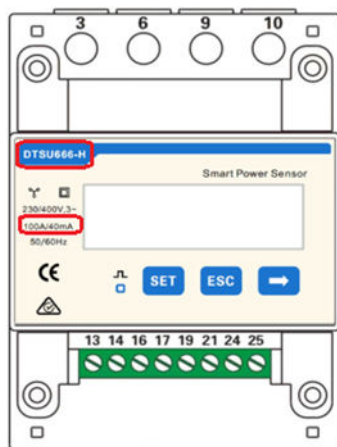 3 6 9 10
DTSU666-H
Smart Power Sensor
230/400V,3~
100A/40mA
50/60Hz
CE
SET ESC
13 14 16 17 19 21 24 25